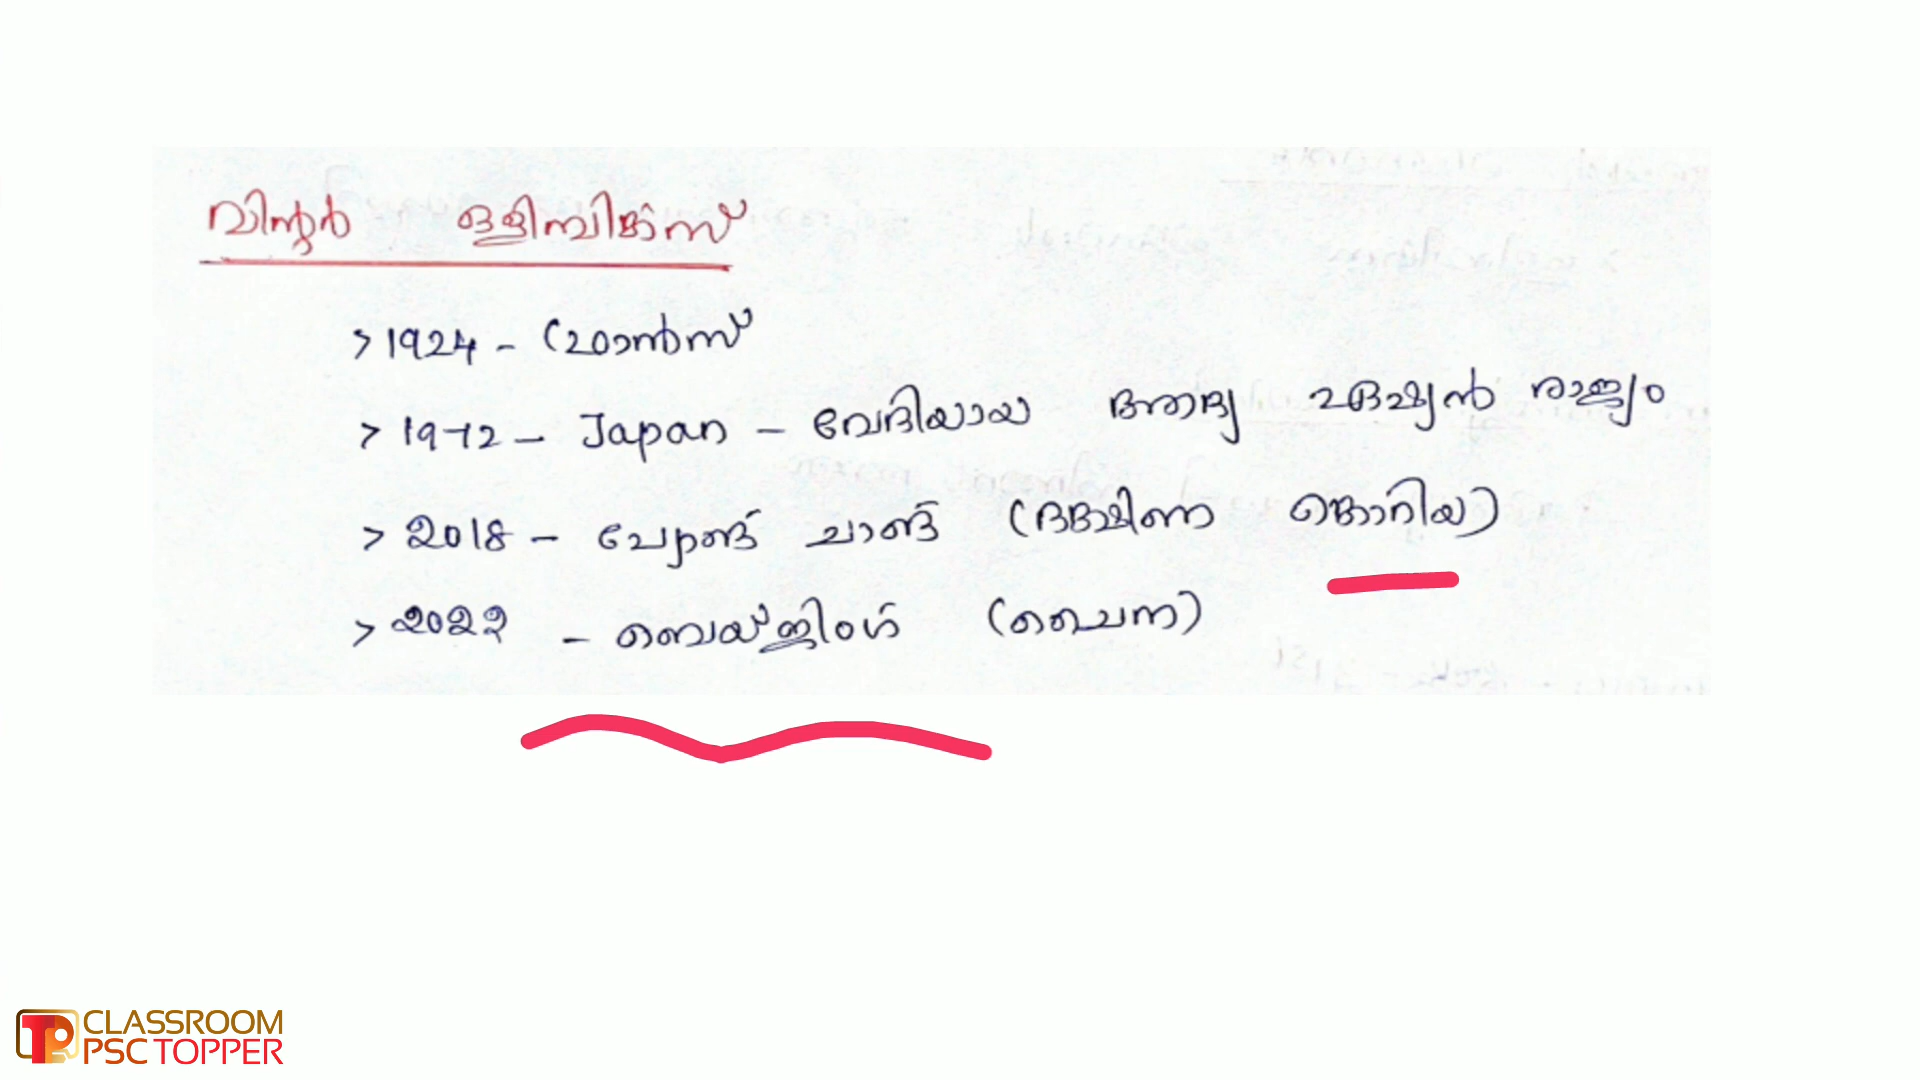 വിന്റർ ഒളിമ്പിക്സ്
> 1924 - ഫ്രാൻസ്
> 1972 - Japan - വേദിയായ ആദ്യ ഏഷ്യൻ രാജ്യം
> 2018 - പ്യോങ് ചാങ് (ദക്ഷിണ കൊറിയ)
> 2022 - ബെയ്ജിംഗ് (ചൈന)
CLASSROOM
PSC TOPPER